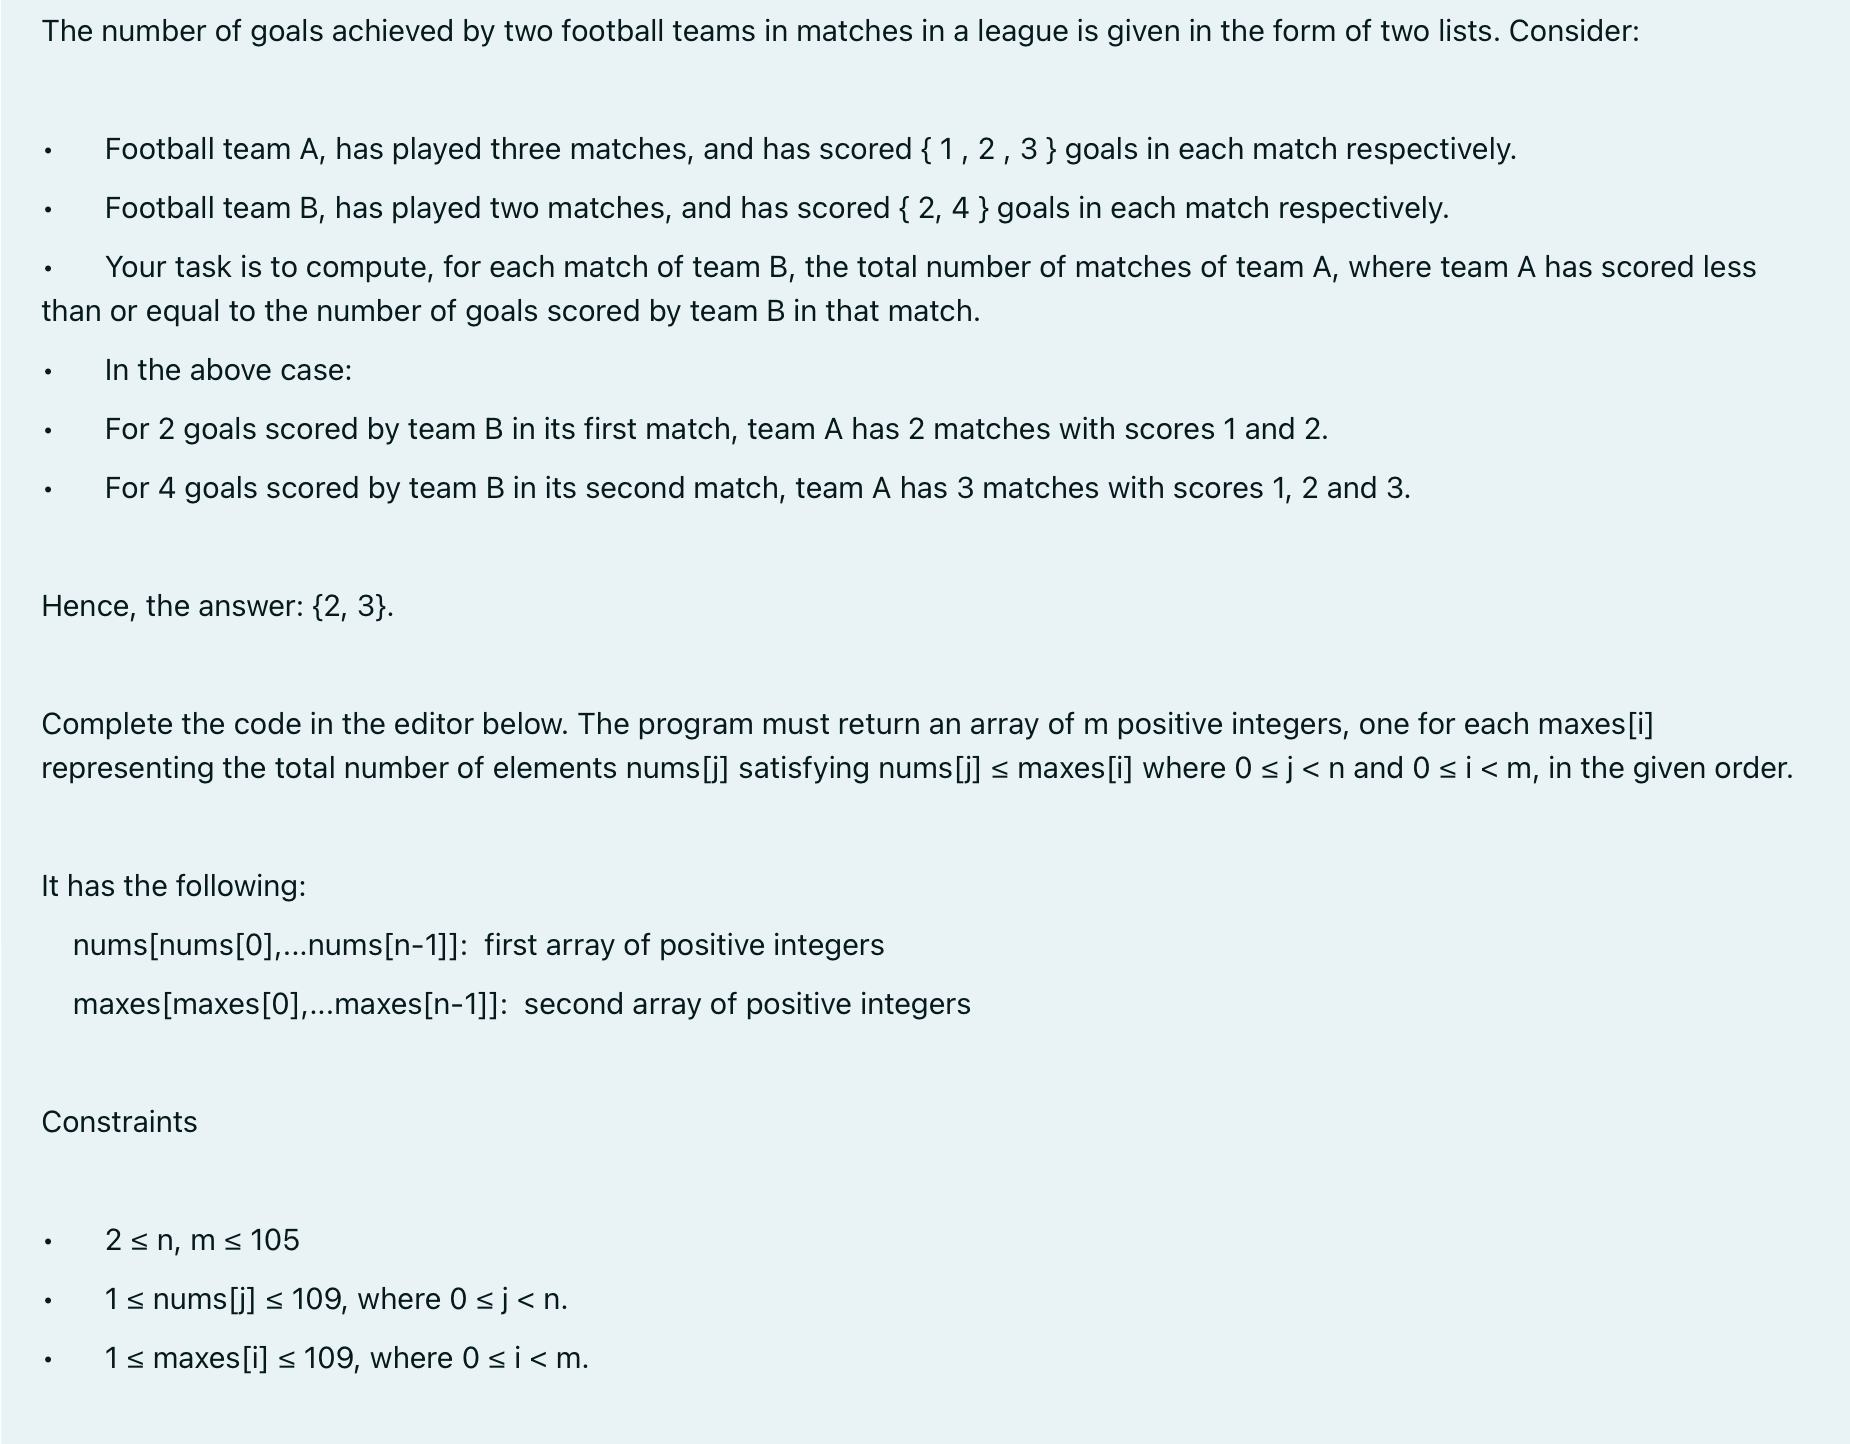 The number of goals achieved by two football teams in matches in a league is given in the form of two lists. Consider:
• Football team A, has played three matches, and has scored { 1 , 2 , 3 } goals in each match respectively.
• Football team B, has played two matches, and has scored { 2, 4 } goals in each match respectively.
• Your task is to compute, for each match of team B, the total number of matches of team A, where team A has scored less
than or equal to the number of goals scored by team B in that match.
• In the above case:
• For 2 goals scored by team B in its first match, team A has 2 matches with scores 1 and 2.
• For 4 goals scored by team B in its second match, team A has 3 matches with scores 1, 2 and 3.
Hence, the answer: {2, 3}.
Complete the code in the editor below. The program must return an array of m positive integers, one for each maxes[i]
representing the total number of elements nums[j] satisfying nums[j] ≤ maxes[i] where 0 ≤ j < n and 0 ≤ i < m, in the given order.
It has the following:
nums[nums[0],...nums[n-1]]: first array of positive integers
maxes[maxes[0],...maxes[n-1]]: second array of positive integers
Constraints
• 2 ≤ n, m ≤ 105
• 1 ≤ nums[j] ≤ 109, where 0 ≤ j < n.
• 1 ≤ maxes[i] ≤ 109, where 0 ≤ i < m.